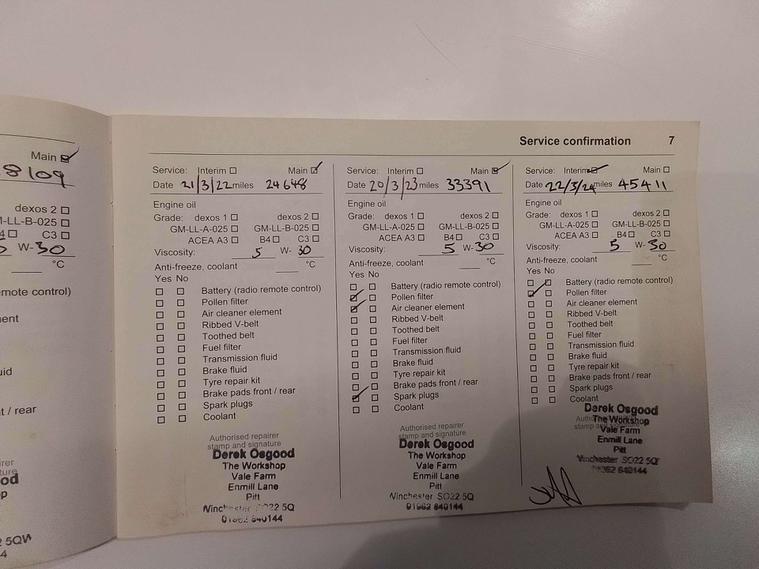 Main
8109
dexos 2
M-LL-B-025
C3
W-30
°C
emote control)
ent
uid
t / rear
irer
ture
od
p
2 5QW
4
Service confirmation 7
Service: Interim Main
Date 21/3/22 miles 24648
Engine oil
Grade: dexos 1 dexos 2
GM-LL-A-025 GM-LL-B-025
ACEA A3 B4 C3
Viscosity: 5 W- 30
Anti-freeze, coolant °C
Yes No
Battery (radio remote control)
Pollen filter
Air cleaner element
Ribbed V-belt
Toothed belt
Fuel filter
Transmission fluid
Brake fluid
Tyre repair kit
Brake pads front / rear
Spark plugs
Coolant
Authorised repairer
stamp and signature
Derek Osgood
The Workshop
Vale Farm
Enmill Lane
Pitt
Winchester SO22 5Q
01962 840144
Service: Interim Main
Date 20/3/23 miles 33391
Engine oil
Grade: dexos 1 dexos 2
GM-LL-A-025 GM-LL-B-025
ACEA A3 B4 C3
Viscosity: 5 W- 30
Anti-freeze, coolant °C
Yes No
Battery (radio remote control)
Pollen filter
Air cleaner element
Ribbed V-belt
Toothed belt
Fuel filter
Transmission fluid
Brake fluid
Tyre repair kit
Brake pads front / rear
Spark plugs
Coolant
Authorised repairer
stamp and signature
Derek Osgood
The Workshop
Vale Farm
Enmill Lane
Pitt
Winchester SO22 5Q
01962 840144
Service: Interim Main
Date 22/3/24 miles 45411
Engine oil
Grade: dexos 1 dexos 2
GM-LL-A-025 GM-LL-B-025
ACEA A3 B4 C3
Viscosity: 5 W- 30
Anti-freeze, coolant °C
Yes No
Battery (radio remote control)
Pollen filter
Air cleaner element
Ribbed V-belt
Toothed belt
Fuel filter
Transmission fluid
Brake fluid
Tyre repair kit
Brake pads front / rear
Spark plugs
Coolant
Derek Osgood
The Workshop
Vale Farm
Enmill Lane
Pitt
Winchester SO22 5Q
01962 840144